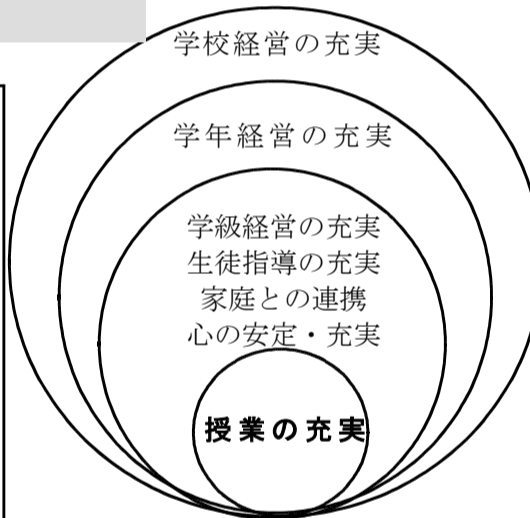 学校経営の充実
学年経営の充実
学級経営の充実
生徒指導の充実
家庭との連携
心の安定・充実
授業の充実